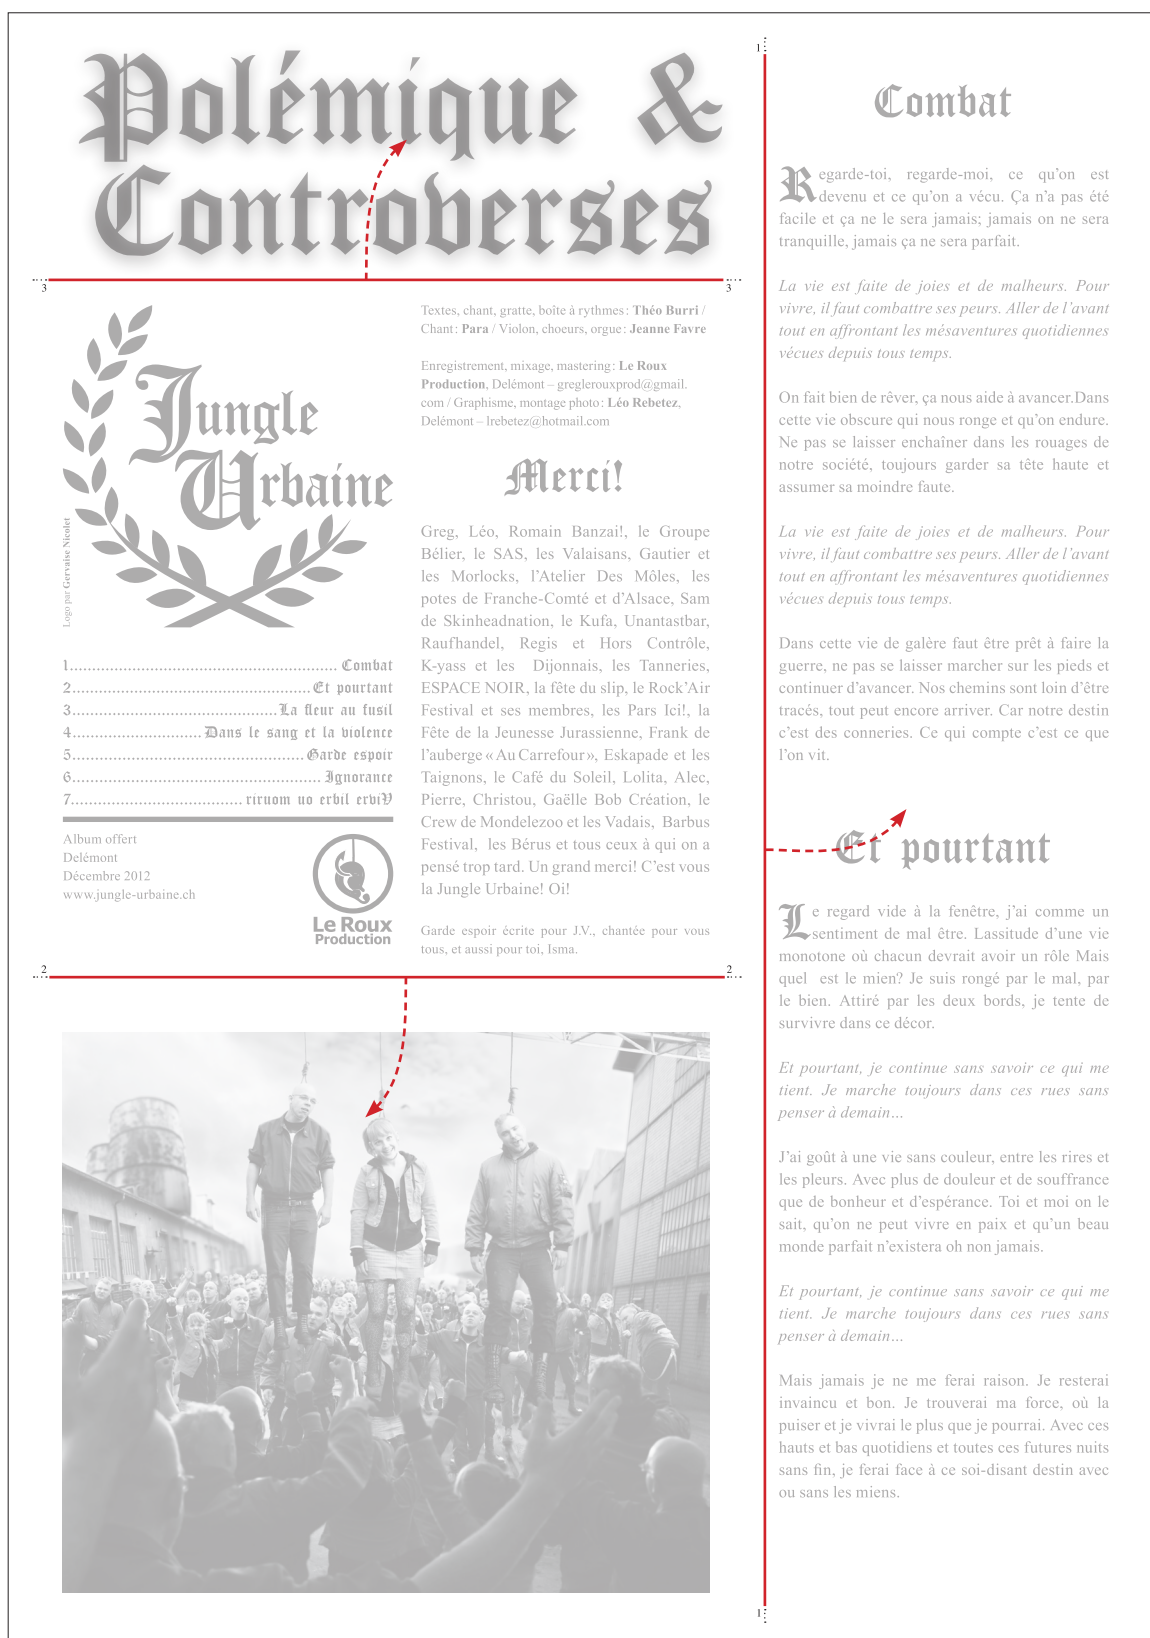 Polémique &
Controverses
3
3
Jungle
Urbaine
Logo par Gervaise Nicolet
1.................................................. Combat
2.................................................. Et pourtant
3.................................................. La fleur au fusil
4.................................................. Dans le sang et la violence
5.................................................. Garde espoir
6.................................................. Ignorance
7.................................................. riruom uo erbil erviV
Album offert
Delémont
Décembre 2012
www.jungle-urbaine.ch
Le Roux
Production
Textes, chant, gratte, boîte à rythmes : Théo Burri /
Chant : Para / Violon, choeurs, orgue : Jeanne Favre
Enregistrement, mixage, mastering : Le Roux
Production, Delémont – greglerouxprod@gmail.
com / Graphisme, montage photo : Léo Rebetez,
Delémont – lrebetez@hotmail.com
Merci!
Greg, Léo, Romain Banzai!, le Groupe
Bélier, le SAS, les Valaisans, Gautier et
les Morlocks, l’Atelier Des Môles, les
potes de Franche-Comté et d’Alsace, Sam
de Skinheadnation, le Kufa, Unantastbar,
Raufhandel, Regis et Hors Contrôle,
K-yass et les Dijonnais, les Tanneries,
ESPACE NOIR, la fête du slip, le Rock’Air
Festival et ses membres, les Pars Ici!, la
Fête de la Jeunesse Jurassienne, Frank de
l’auberge « Au Carrefour », Eskapade et les
Taignons, le Café du Soleil, Lolita, Alec,
Pierre, Christou, Gaëlle Bob Création, le
Crew de Mondelezoo et les Vadais, Barbus
Festival, les Bérus et tous ceux à qui on a
pensé trop tard. Un grand merci! C’est vous
la Jungle Urbaine! Oi!
Garde espoir écrite pour J.V., chantée pour vous
tous, et aussi pour toi, Isma.
2
2
1
Combat
Regarde-toi, regarde-moi, ce qu’on est
devenu et ce qu’on a vécu. Ça n’a pas été
facile et ça ne le sera jamais; jamais on ne sera
tranquille, jamais ça ne sera parfait.
La vie est faite de joies et de malheurs. Pour
vivre, il faut combattre ses peurs. Aller de l’avant
tout en affrontant les mésaventures quotidiennes
vécues depuis tous temps.
On fait bien de rêver, ça nous aide à avancer.Dans
cette vie obscure qui nous ronge et qu’on endure.
Ne pas se laisser enchaîner dans les rouages de
notre société, toujours garder sa tête haute et
assumer sa moindre faute.
La vie est faite de joies et de malheurs. Pour
vivre, il faut combattre ses peurs. Aller de l’avant
tout en affrontant les mésaventures quotidiennes
vécues depuis tous temps.
Dans cette vie de galère faut être prêt à faire la
guerre, ne pas se laisser marcher sur les pieds et
continuer d’avancer. Nos chemins sont loin d’être
tracés, tout peut encore arriver. Car notre destin
c’est des conneries. Ce qui compte c’est ce que
l’on vit.
Et pourtant
Le regard vide à la fenêtre, j’ai comme un
sentiment de mal être. Lassitude d’une vie
monotone où chacun devrait avoir un rôle Mais
quel est le mien? Je suis rongé par le mal, par
le bien. Attiré par les deux bords, je tente de
survivre dans ce décor.
Et pourtant, je continue sans savoir ce qui me
tient. Je marche toujours dans ces rues sans
penser à demain…
J’ai goût à une vie sans couleur, entre les rires et
les pleurs. Avec plus de douleur et de souffrance
que de bonheur et d’espérance. Toi et moi on le
sait, qu’on ne peut vivre en paix et qu’un beau
monde parfait n’existera oh non jamais.
Et pourtant, je continue sans savoir ce qui me
tient. Je marche toujours dans ces rues sans
penser à demain…
Mais jamais je ne me ferai raison. Je resterai
invaincu et bon. Je trouverai ma force, où la
puiser et je vivrai le plus que je pourrai. Avec ces
hauts et bas quotidiens et toutes ces futures nuits
sans fin, je ferai face à ce soi-disant destin avec
ou sans les miens.
1